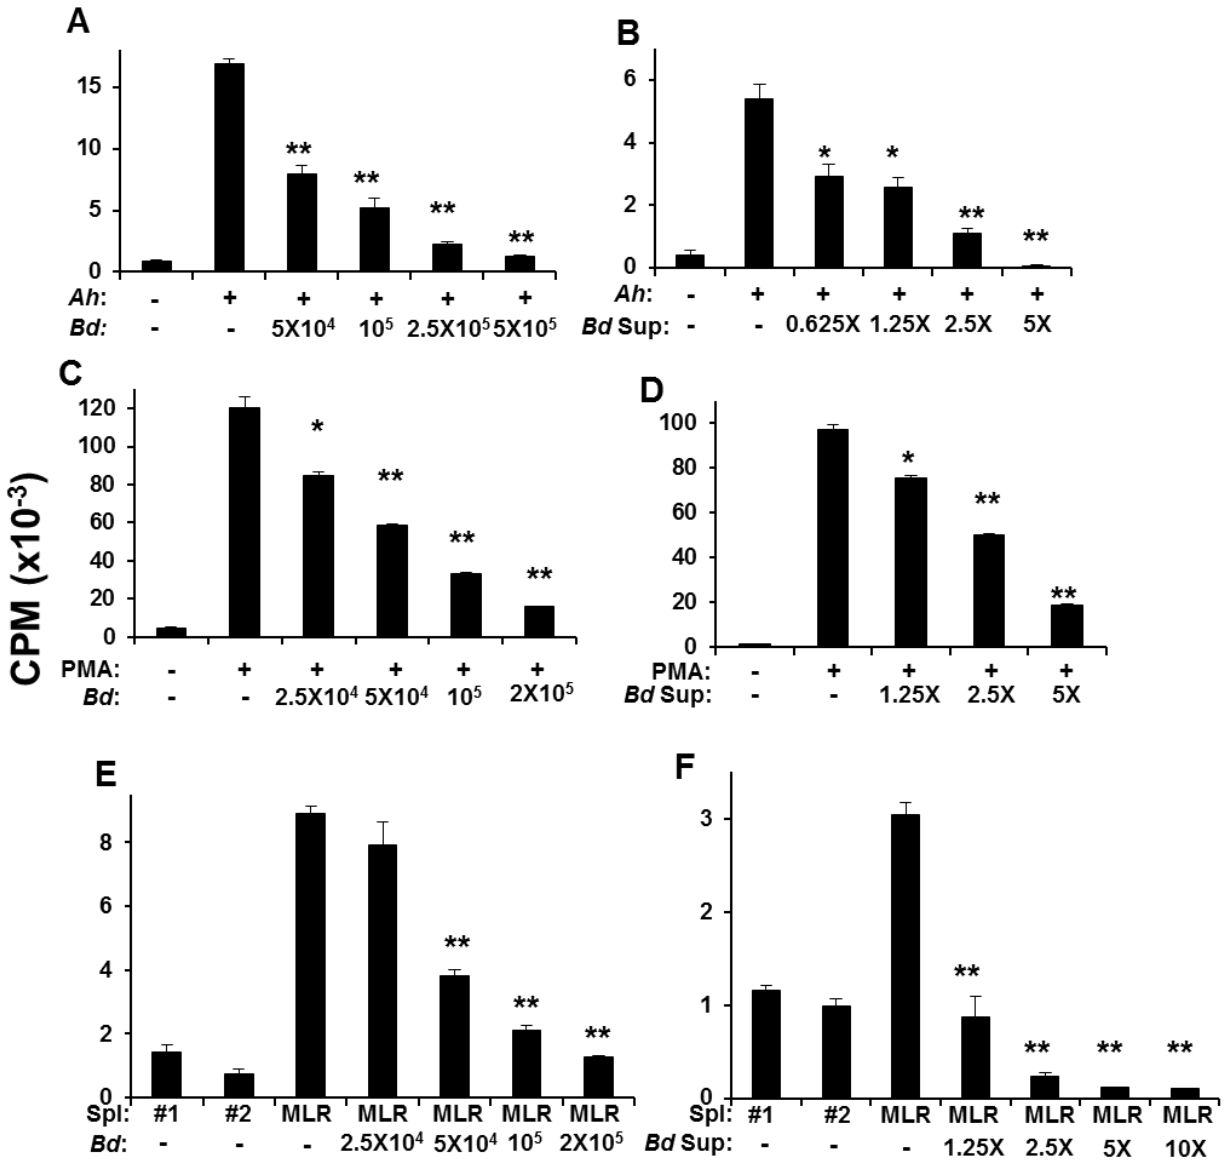 A
15
10
5
0
** ** ** **
Ah: - + + + + +
Bd: - - 5X10⁴ 10⁵ 2.5X10⁵ 5X10⁵
B
6
4
2
0
* * ** **
Ah: - + + + + +
Bd Sup: - - 0.625X 1.25X 2.5X 5X
CPM (x10⁻³)
C
120
100
80
60
40
20
0
* ** ** **
PMA: - + + + + +
Bd: - - 2.5X10⁴ 5X10⁴ 10⁵ 2X10⁵
D
100
80
60
40
20
0
* ** **
PMA: - + + + +
Bd Sup: - - 1.25X 2.5X 5X
E
8
6
4
2
0
** ** **
Spl: #1 #2 MLR MLR MLR MLR MLR
Bd: - - - 2.5X10⁴ 5X10⁴ 10⁵ 2X10⁵
F
3
2
1
0
** ** ** **
Spl: #1 #2 MLR MLR MLR MLR MLR
Bd Sup: - - - 1.25X 2.5X 5X 10X